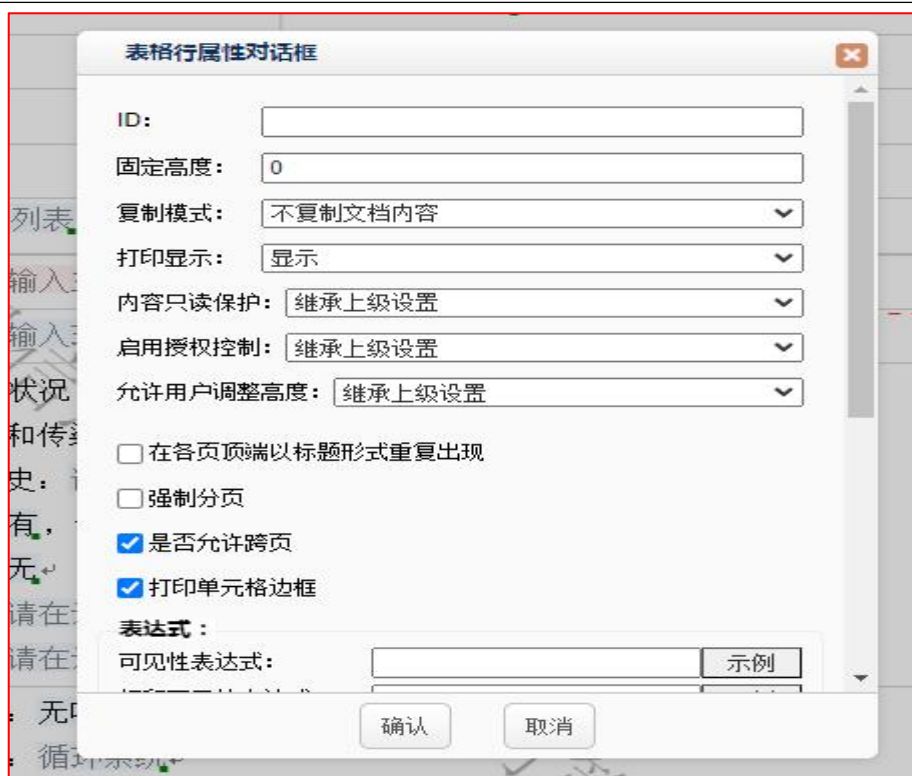 表格行属性对话框
ID：
固定高度： 0
复制模式： 不复制文档内容
打印显示： 显示
列表
内容只读保护： 继承上级设置
输入
启用授权控制： 继承上级设置
输入
允许用户调整高度： 继承上级设置
状况
在各页顶端以标题形式重复出现
和传
史：
强制分页
有，
是否允许跨页
无
打印单元格边框
请在
表达式：
可见性表达式： 示例
请在
：无
确认 取消
：循环系统